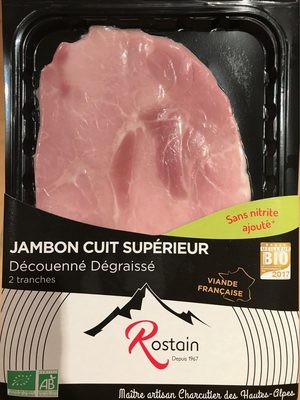 Sans nitrite
ajouté*
JAMBON CUIT SUPÉRIEUR
Découenné Dégraissé
2 tranches
MEILLEUR
BIO
2017
VIANDE
FRANÇAISE
Rostain
Depuis 1967
AB
Maître artisan Charcutier des Hautes-Alpes